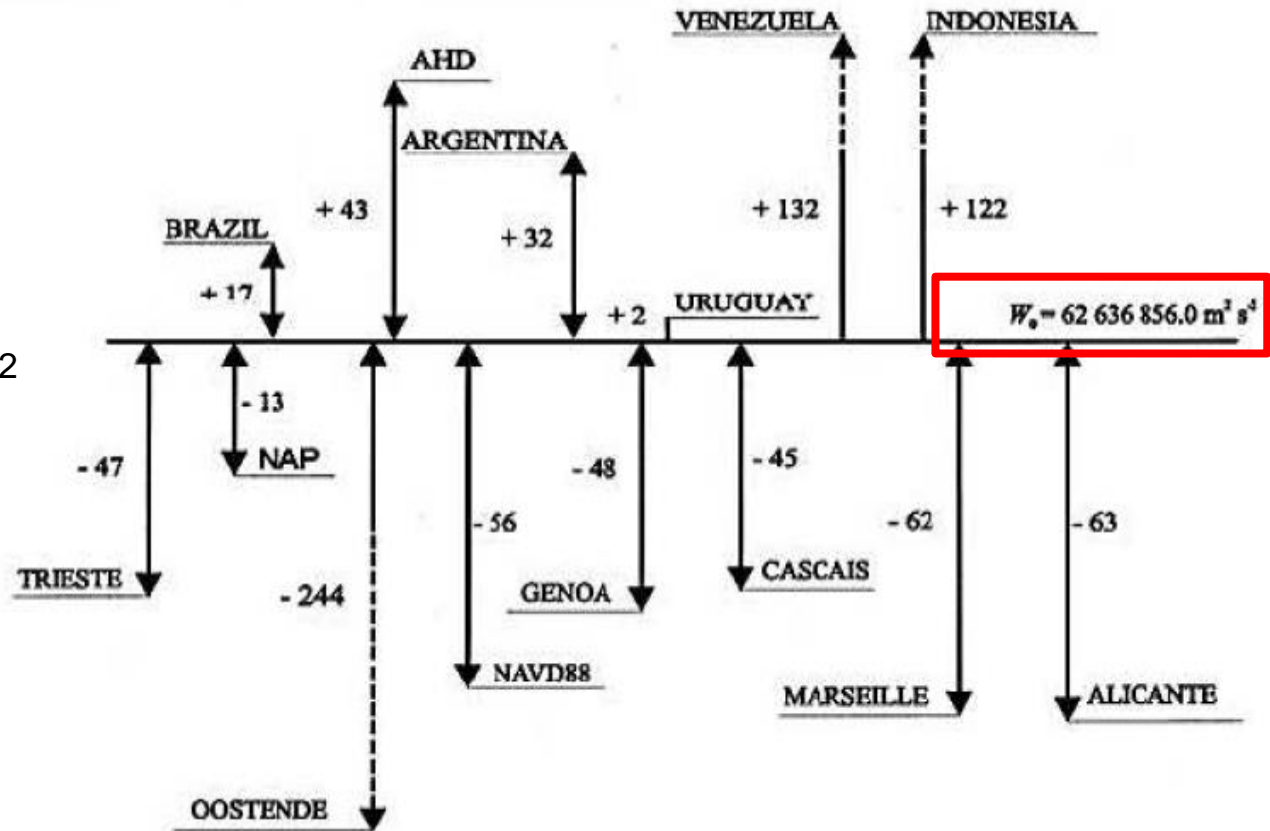 VENEZUELA
INDONESIA
AHD
ARGENTINA
+ 43
+ 132
+ 122
BRAZIL
+ 32
+ 17
+ 2
URUGUAY
W₀ = 62 636 856.0 m² s⁻²
2
- 13
- 47
NAP
- 48
- 45
- 56
- 62
- 63
TRIESTE
- 244
GENOA
CASCAIS
NAVD88
MARSEILLE
ALICANTE
OOSTENDE